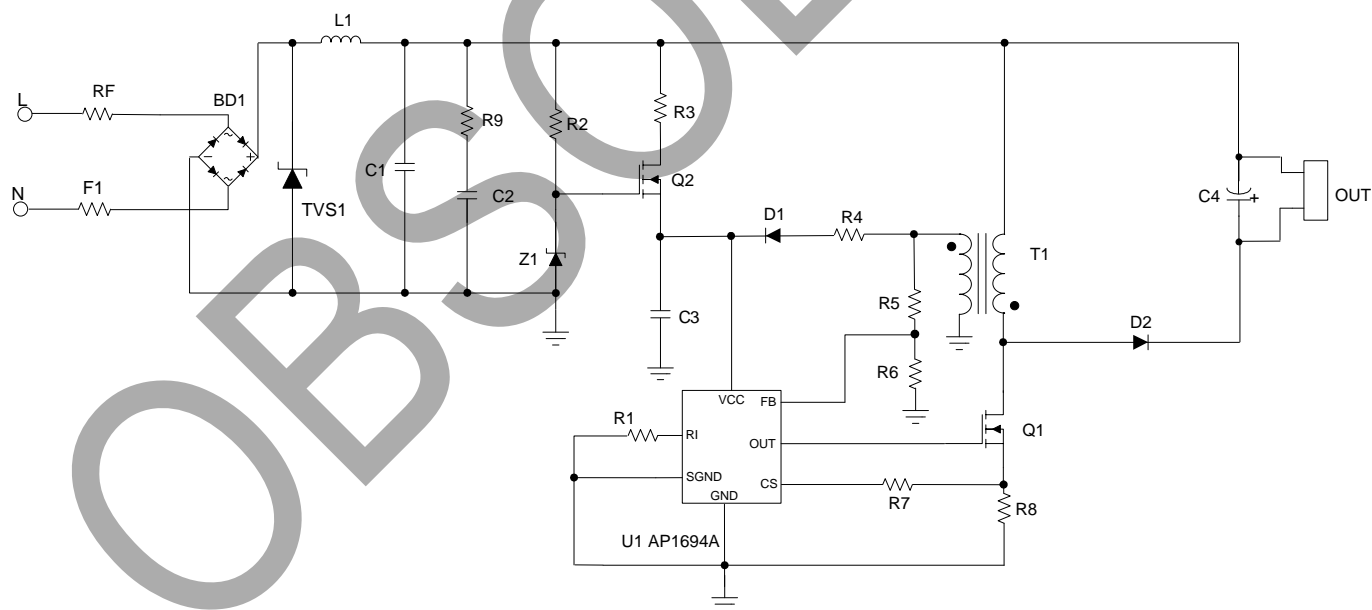 L1
L
RF
BD1
R9
R2
R3
C1
C2
Q2
N
F1
TVS1
Z1
C3
D1
R4
T1
C4
+
OUT
R5
R6
D2
VCC
FB
R1
RI
OUT
Q1
SGND
CS
GND
R7
R8
U1 AP1694A
OBSOL